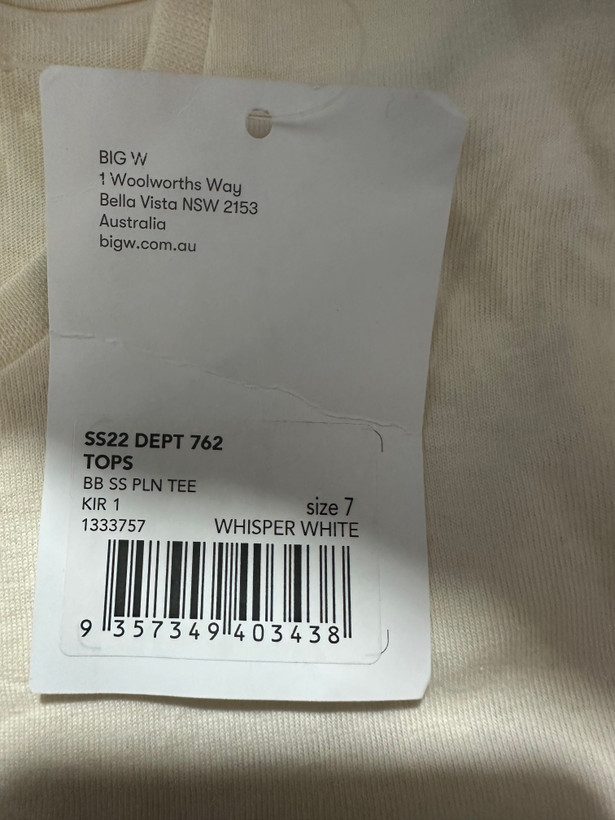 BIG W
1 Woolworths Way
Bella Vista NSW 2153
Australia
bigw.com.au
SS22 DEPT 762
TOPS
BB SS PLN TEE
KIR 1 size 7
1333757 WHISPER WHITE
9 357349 403438